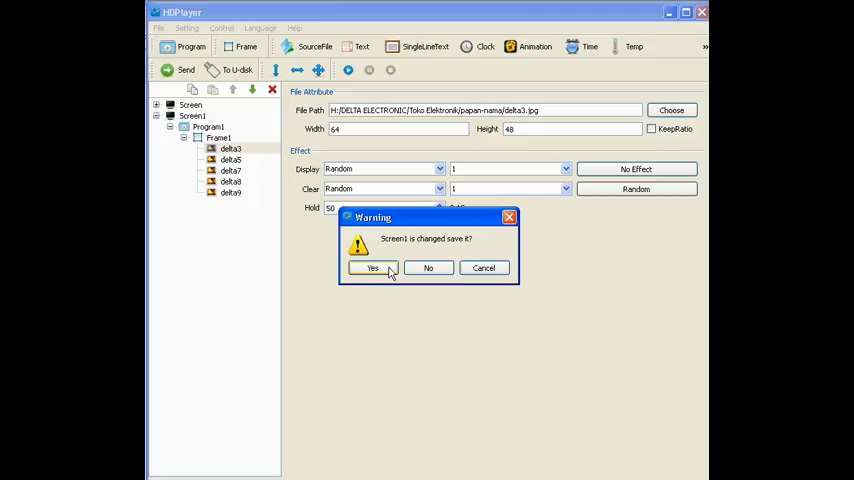 HDPlayer
File Setting Control Language Help
Program Frame SourceFile Text SingleLineText Clock Animation Time Temp »
Send To U-disk
Screen
Screen1
Program1
Frame1
delta3
delta5
delta7
delta8
delta9
File Attribute
File Path H:/DELTA ELECTRONIC/Toko Elektronik/papan-nama/delta3.jpg Choose
Width 64 Height 48 KeepRatio
Effect
Display Random 1 No Effect
Clear Random 1 Random
Hold 50
Warning
Screen1 is changed save it?
Yes No Cancel